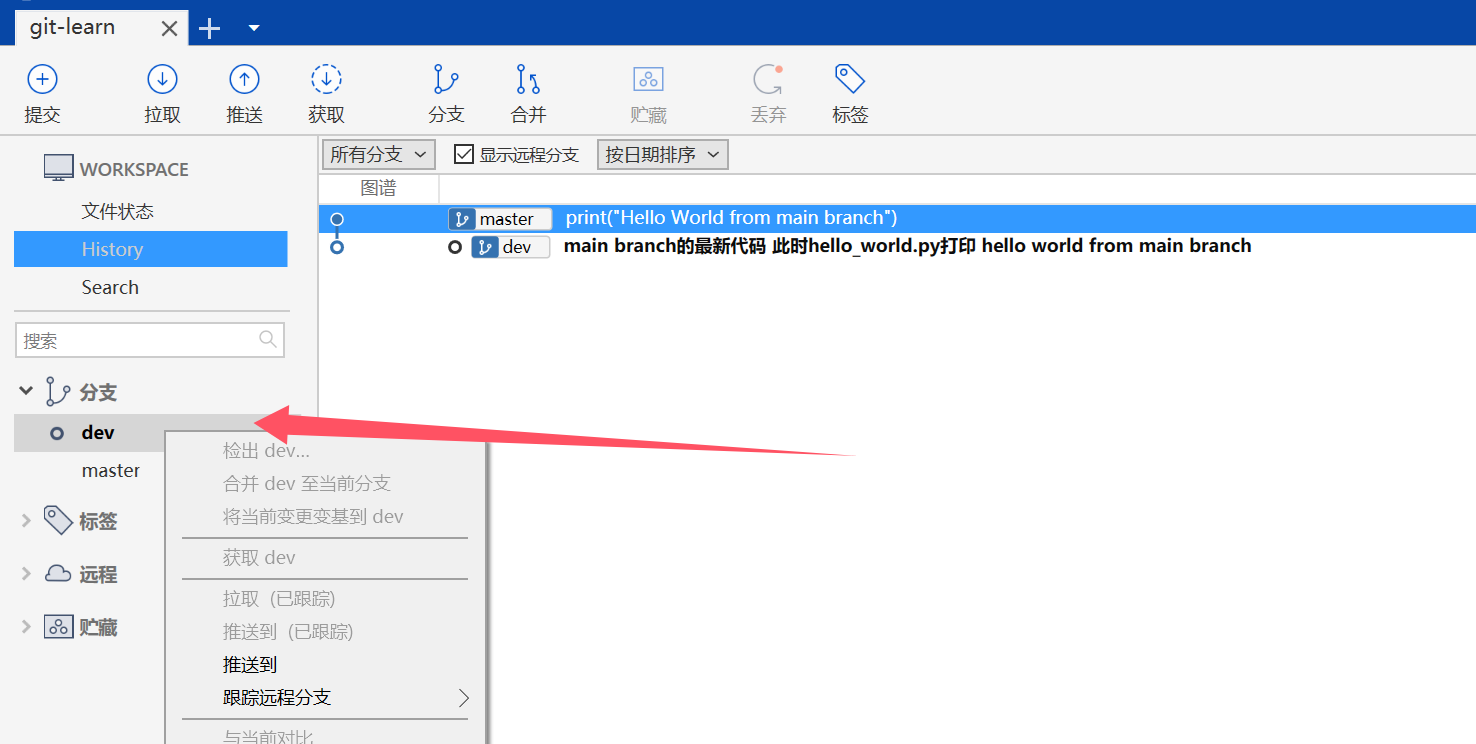 git-learn
提交 拉取 推送 获取 分支 合并 贮藏 丢弃 标签
WORKSPACE
文件状态
History
Search
搜索
分支
dev
master
标签
远程
贮藏
所有分支 显示远程分支 按日期排序
图谱
master print("Hello World from main branch")
dev main branch的最新代码 此时hello_world.py打印 hello world from main branch
检出 dev...
合并 dev 至当前分支
将当前变更变基到 dev
获取 dev
拉取 (已跟踪)
推送到 (已跟踪)
推送到
跟踪远程分支
与当前对比